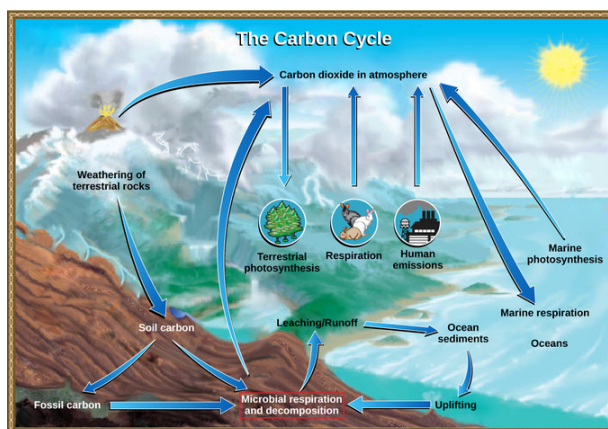 The Carbon Cycle
Carbon dioxide in atmosphere
Weathering of
terrestrial rocks
Terrestrial
photosynthesis
Respiration
Human
emissions
Marine
photosynthesis
Marine respiration
Soil carbon
Leaching/Runoff
Ocean
sediments
Oceans
Fossil carbon
Microbial respiration
and decomposition
Uplifting